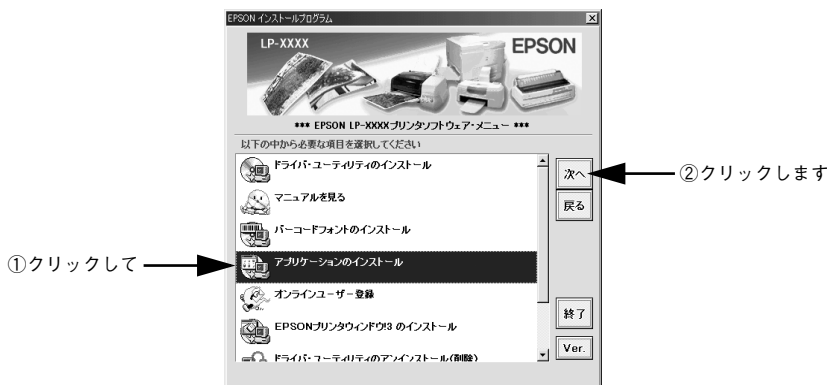 EPSON インストールプログラム
LP-XXXX
EPSON
*** EPSON LP-XXXXプリンタソフトウェア・メニュー ***
以下の中から必要な項目を選択してください
ドライバ・ユーティリティのインストール
マニュアルを見る
バーコードフォントのインストール
アプリケーションのインストール
オンラインユーザー登録
EPSONプリンタウィンドウ!3 のインストール
ドライバ・ユーティリティのアンインストール(削除)
次へ
戻る
終了
Ver.
①クリックして
②クリックします